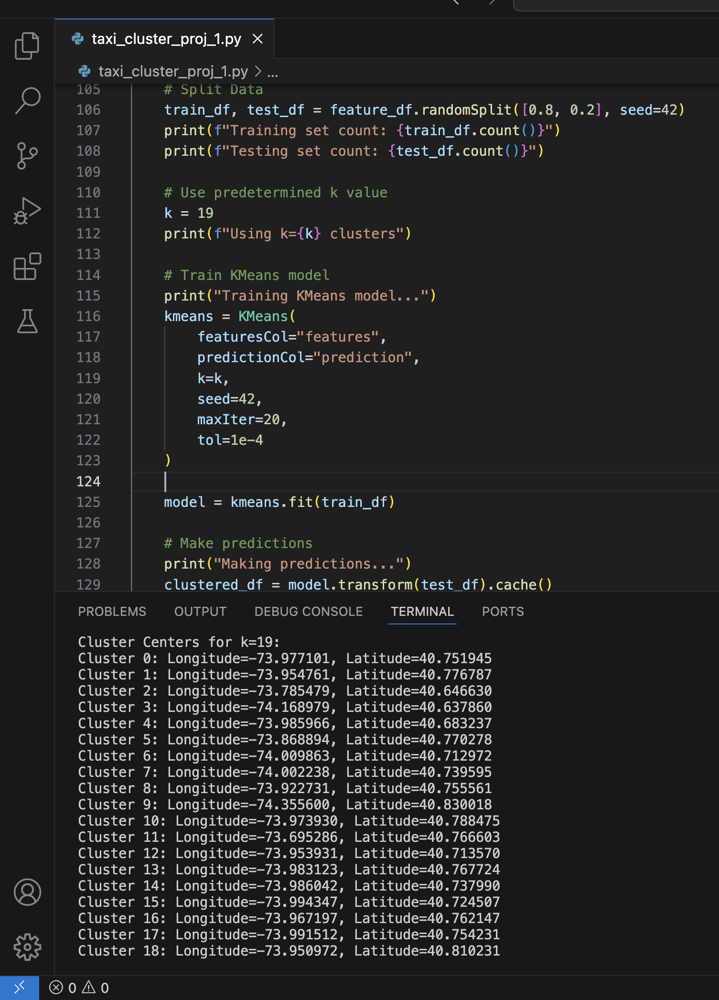 taxi_cluster_proj_1.py
taxi_cluster_proj_1.py > ...
105 # Split Data
106 train_df, test_df = feature_df.randomSplit([0.8, 0.2], seed=42)
107 print(f"Training set count: {train_df.count()}")
108 print(f"Testing set count: {test_df.count()}")
109
110 # Use predetermined k value
111 k = 19
112 print(f"Using k={k} clusters")
113
114 # Train KMeans model
115 print("Training KMeans model...")
116 kmeans = KMeans(
117 featuresCol="features",
118 predictionCol="prediction",
119 k=k,
120 seed=42,
121 maxIter=20,
122 tol=1e-4
123 )
124
125 model = kmeans.fit(train_df)
126
127 # Make predictions
128 print("Making predictions...")
129 clustered_df = model.transform(test_df).cache()
PROBLEMS OUTPUT DEBUG CONSOLE TERMINAL PORTS
Cluster Centers for k=19:
Cluster 0: Longitude=-73.977101, Latitude=40.751945
Cluster 1: Longitude=-73.954761, Latitude=40.776787
Cluster 2: Longitude=-73.785479, Latitude=40.646630
Cluster 3: Longitude=-74.168979, Latitude=40.637860
Cluster 4: Longitude=-73.985966, Latitude=40.683237
Cluster 5: Longitude=-73.868894, Latitude=40.770278
Cluster 6: Longitude=-74.009863, Latitude=40.712972
Cluster 7: Longitude=-74.002238, Latitude=40.739595
Cluster 8: Longitude=-73.922731, Latitude=40.755561
Cluster 9: Longitude=-74.355600, Latitude=40.830018
Cluster 10: Longitude=-73.973930, Latitude=40.788475
Cluster 11: Longitude=-73.695286, Latitude=40.766603
Cluster 12: Longitude=-73.953931, Latitude=40.713570
Cluster 13: Longitude=-73.983123, Latitude=40.767724
Cluster 14: Longitude=-73.986042, Latitude=40.737990
Cluster 15: Longitude=-73.994347, Latitude=40.724507
Cluster 16: Longitude=-73.967197, Latitude=40.762147
Cluster 17: Longitude=-73.991512, Latitude=40.754231
Cluster 18: Longitude=-73.950972, Latitude=40.810231
0 0